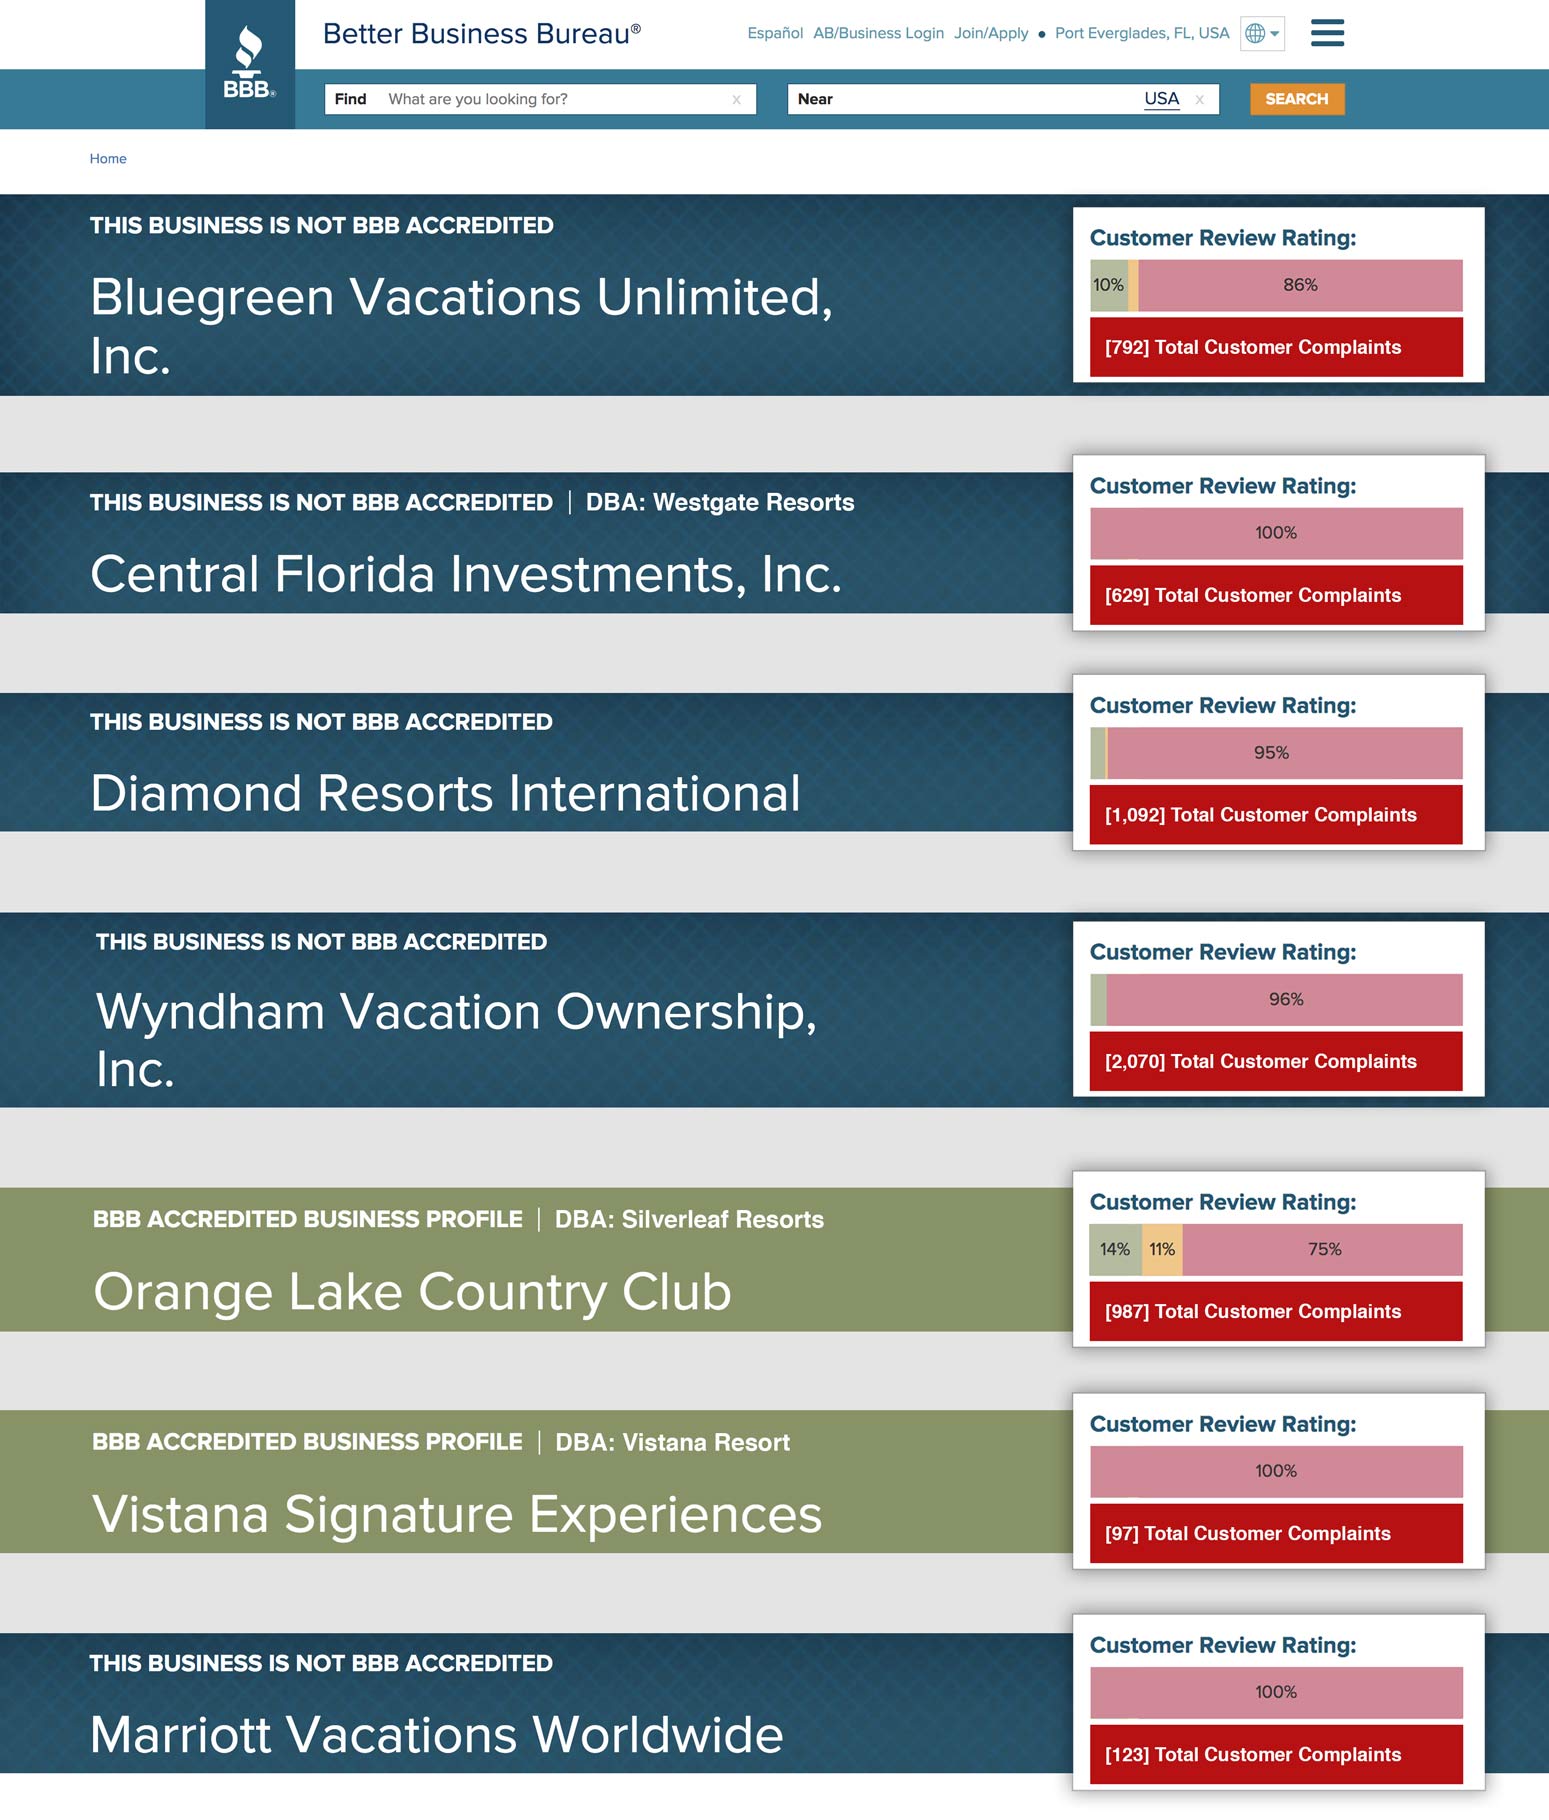 BBB®
Better Business Bureau®
Español AB/Business Login Join/Apply • Port Everglades, FL, USA
Find What are you looking for? x
Near USA x
SEARCH
Home
THIS BUSINESS IS NOT BBB ACCREDITED
Bluegreen Vacations Unlimited,
Inc.
Customer Review Rating:
10% 86%
[792] Total Customer Complaints
THIS BUSINESS IS NOT BBB ACCREDITED | DBA: Westgate Resorts
Central Florida Investments, Inc.
Customer Review Rating:
100%
[629] Total Customer Complaints
THIS BUSINESS IS NOT BBB ACCREDITED
Diamond Resorts International
Customer Review Rating:
95%
[1,092] Total Customer Complaints
THIS BUSINESS IS NOT BBB ACCREDITED
Wyndham Vacation Ownership,
Inc.
Customer Review Rating:
96%
[2,070] Total Customer Complaints
BBB ACCREDITED BUSINESS PROFILE | DBA: Silverleaf Resorts
Orange Lake Country Club
Customer Review Rating:
14% 11% 75%
[987] Total Customer Complaints
BBB ACCREDITED BUSINESS PROFILE | DBA: Vistana Resort
Vistana Signature Experiences
Customer Review Rating:
100%
[97] Total Customer Complaints
THIS BUSINESS IS NOT BBB ACCREDITED
Marriott Vacations Worldwide
Customer Review Rating:
100%
[123] Total Customer Complaints